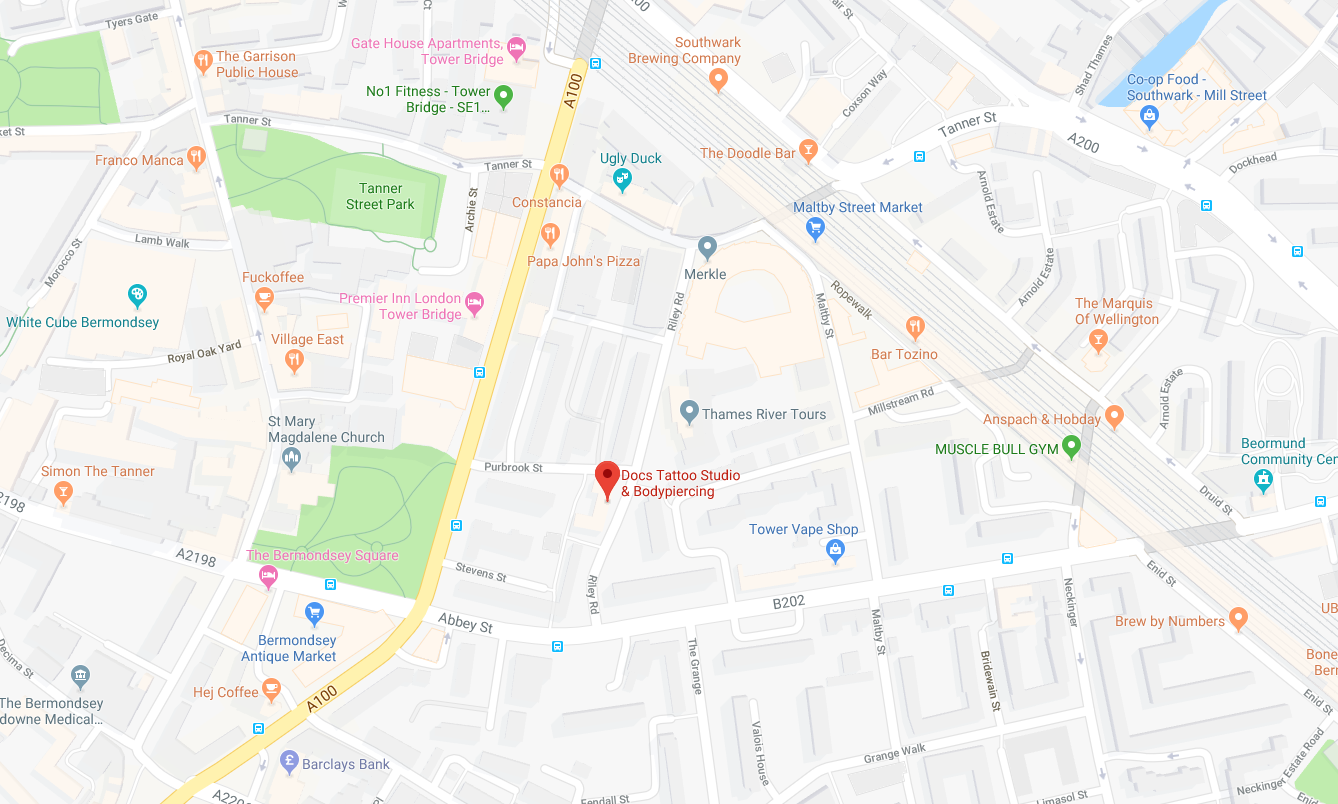 Tyers Gate
The Garrison
Public House
Gate House Apartments,
Tower Bridge
No1 Fitness - Tower
Bridge - SE1...
A100
Southwark
Brewing Company
Coxson Way
Shad Thames
Co-op Food -
Southwark - Mill Street
Tanner St
A200
Dockhead
ket St
Tanner St
Tanner St
Franco Manca
Tanner
Street Park
Archie St
Constancia
Ugly Duck
The Doodle Bar
Arnold Estate
Maltby Street Market
Lamb Walk
Morocco St
Papa John's Pizza
Merkle
Arnold Estate
Fuckoffee
White Cube Bermondsey
Premier Inn London
Tower Bridge
Riley Rd
Maltby St
Ropewalk
Bar Tozino
The Marquis
Of Wellington
Village East
Royal Oak Yard
Millstream Rd
Arnold Estate
St Mary
Magdalene Church
Thames River Tours
Anspach & Hobday
MUSCLE BULL GYM
Beormund
Community Cen
Simon The Tanner
Purbrook St
Docs Tattoo Studio
& Bodypiercing
Druid St
2198
A2198
The Bermondsey Square
Stevens St
Riley Rd
Tower Vape Shop
B202
Enid St
Neckinger
Abbey St
Bermondsey
Antique Market
The Grange
Maltby St
Bridewain St
Brew by Numbers
UB
Bone
Berr
Enid St
Decima St
The Bermondsey
downe Medical...
Hej Coffee
A100
Valois House
Grange Walk
Neckinger Estate Road
Barclays Bank
Fendall St
Limasol St